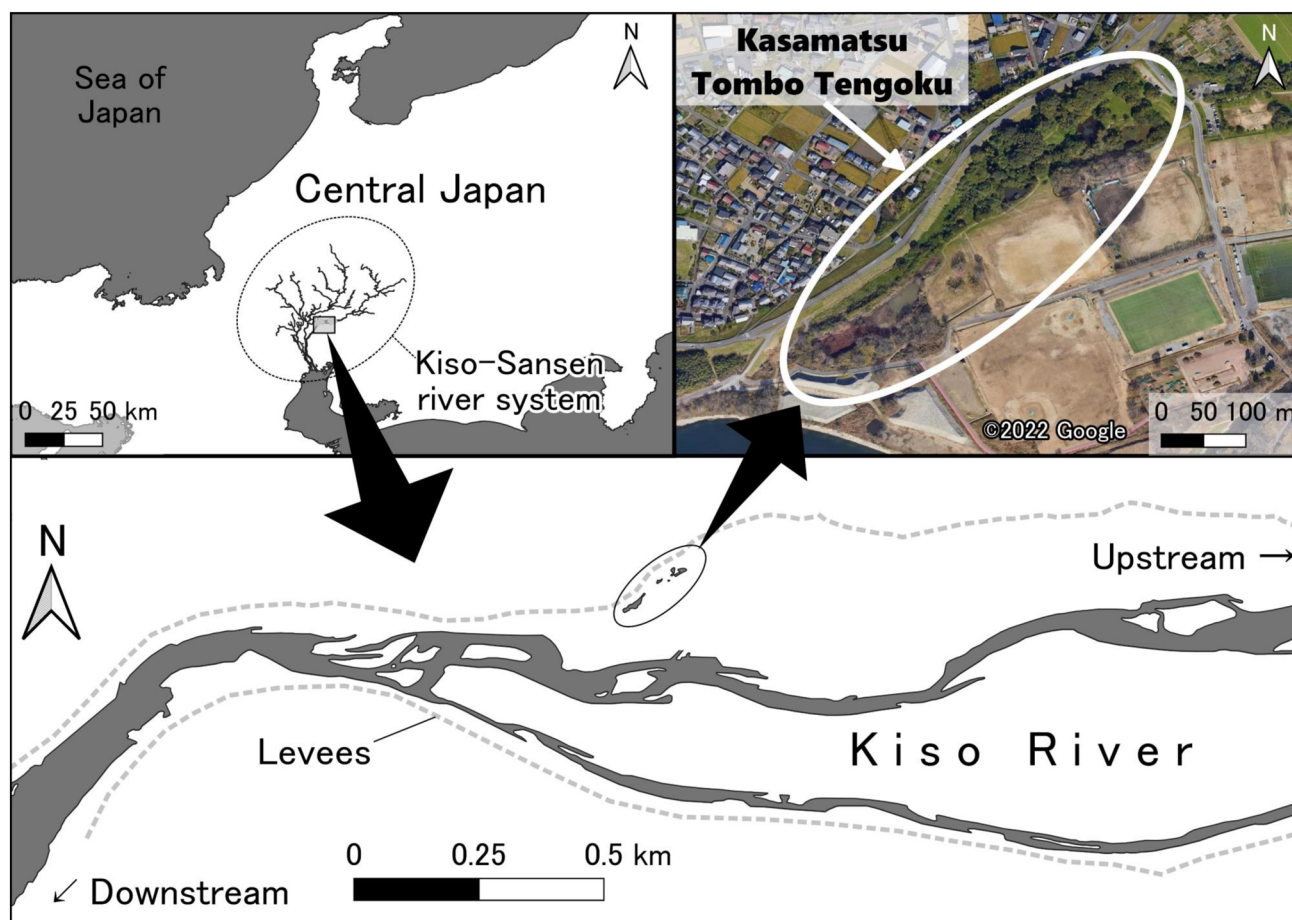 Sea of
Japan
N
Central Japan
Kiso-Sansen
river system
0 25 50 km
Kasamatsu
Tombo Tengoku
N
©2022 Google
0 50 100 m
N
Upstream →
Levees
Kiso River
0 0.25 0.5 km
↙ Downstream